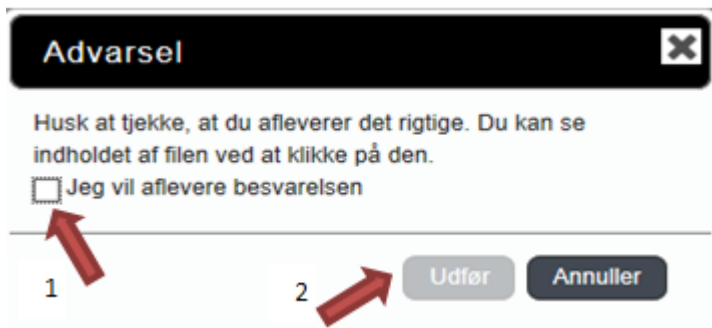 Advarsel
Husk at tjekke, at du afleverer det rigtige. Du kan se
indholdet af filen ved at klikke på den.
Jeg vil aflevere besvarelsen
1
2
Udfør
Annuller